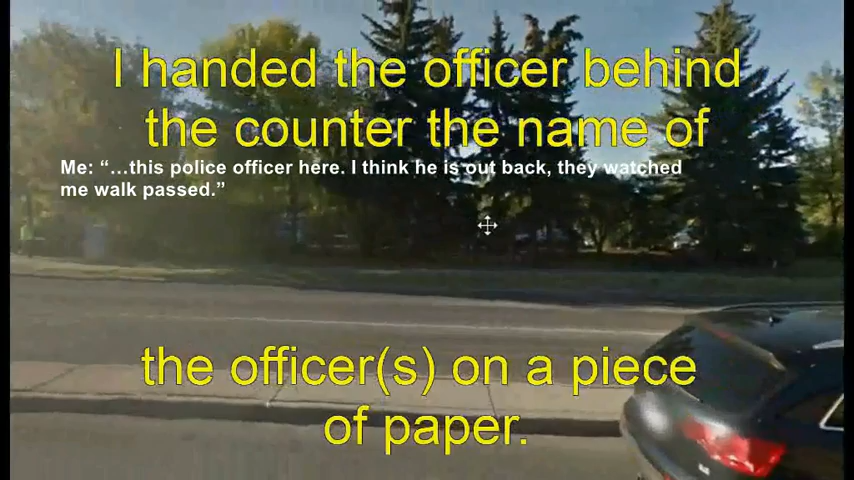 I handed the officer behind
the counter the name of
Me: “…this police officer here. I think he is out back, they watched
me walk passed.”
the officer(s) on a piece
of paper.